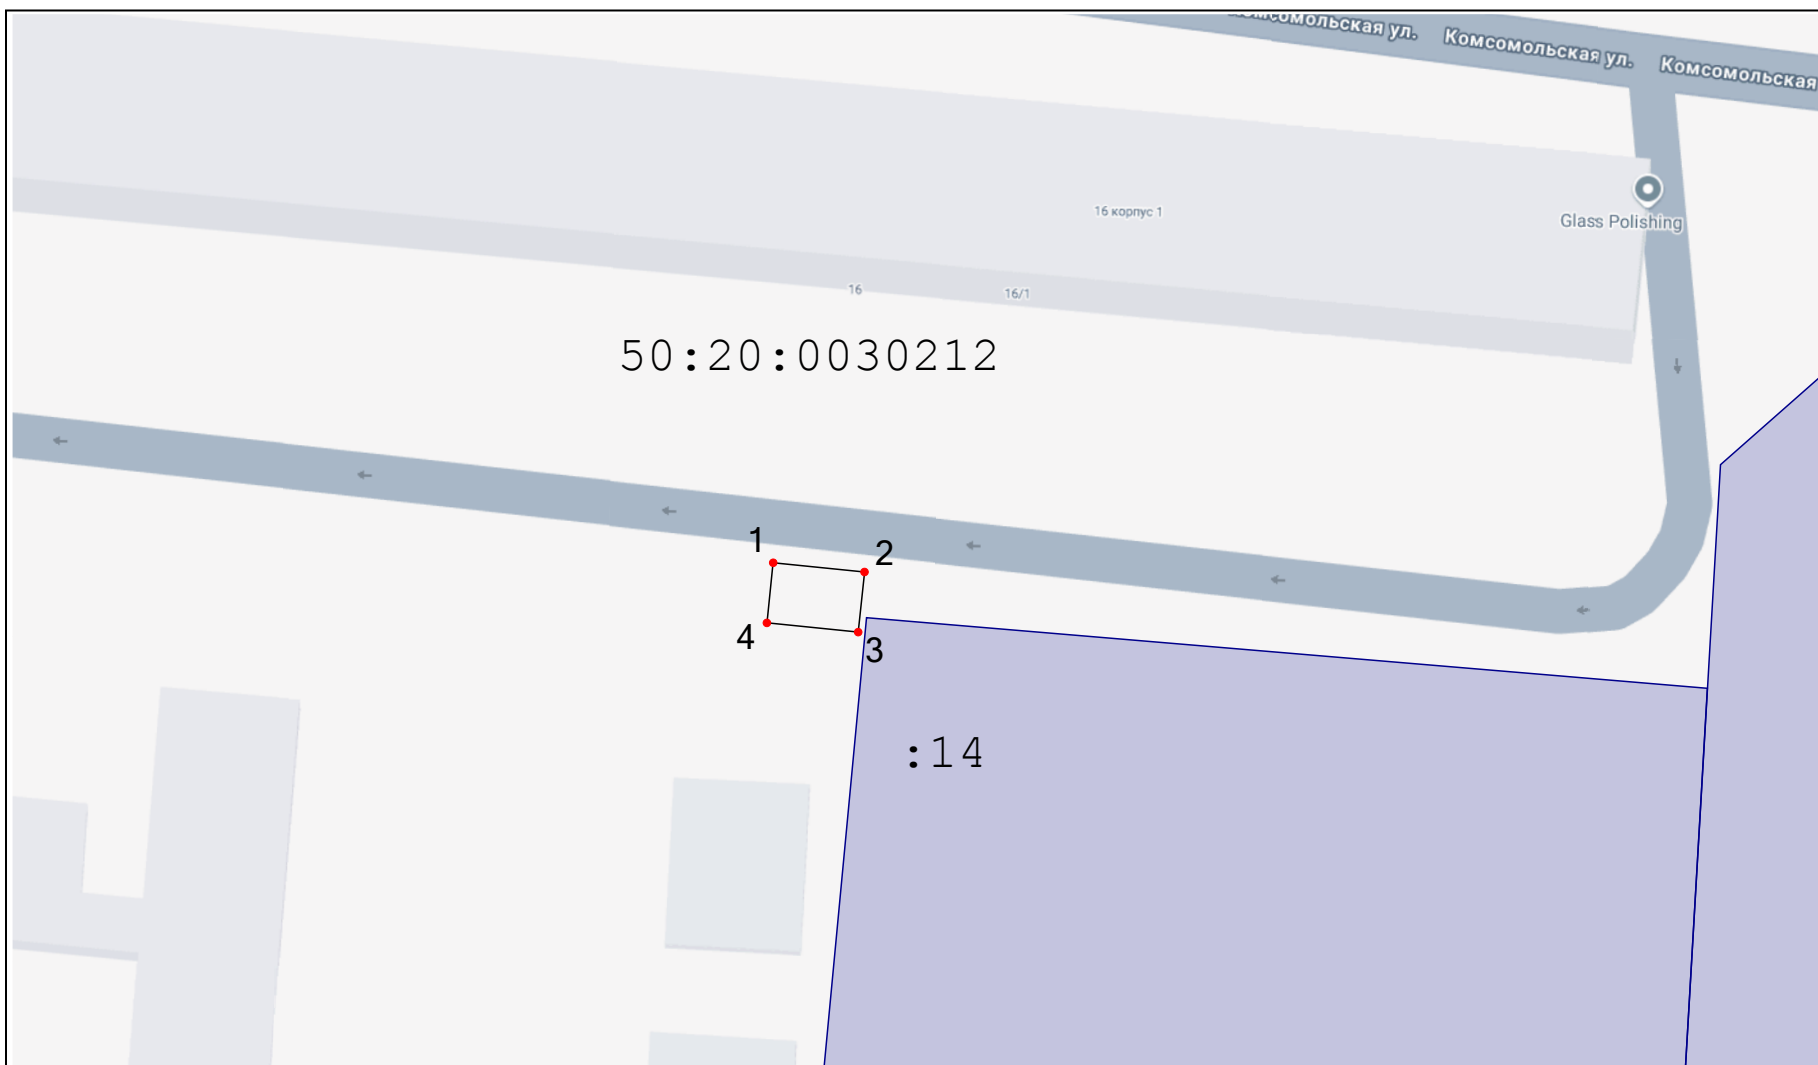 Комсомольская ул.
Комсомольская ул.
Комсомольская
16 корпус 1
Glass Polishing
16
16/1
50:20:0030212
1
2
4
3
:14